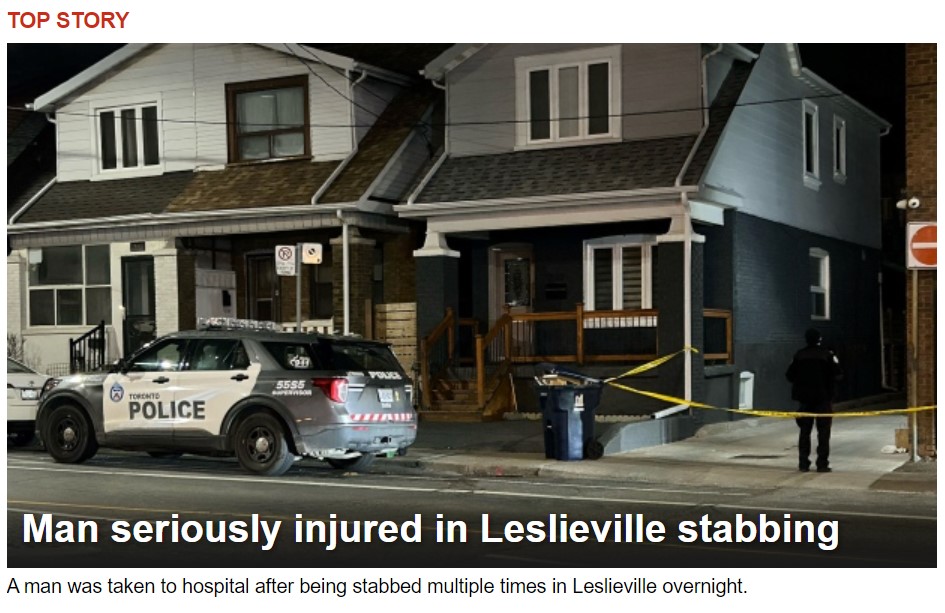 TOP STORY
TORONTO
POLICE
55S5
SUPERVISOR
POLICE
Man seriously injured in Leslieville stabbing
A man was taken to hospital after being stabbed multiple times in Leslieville overnight.